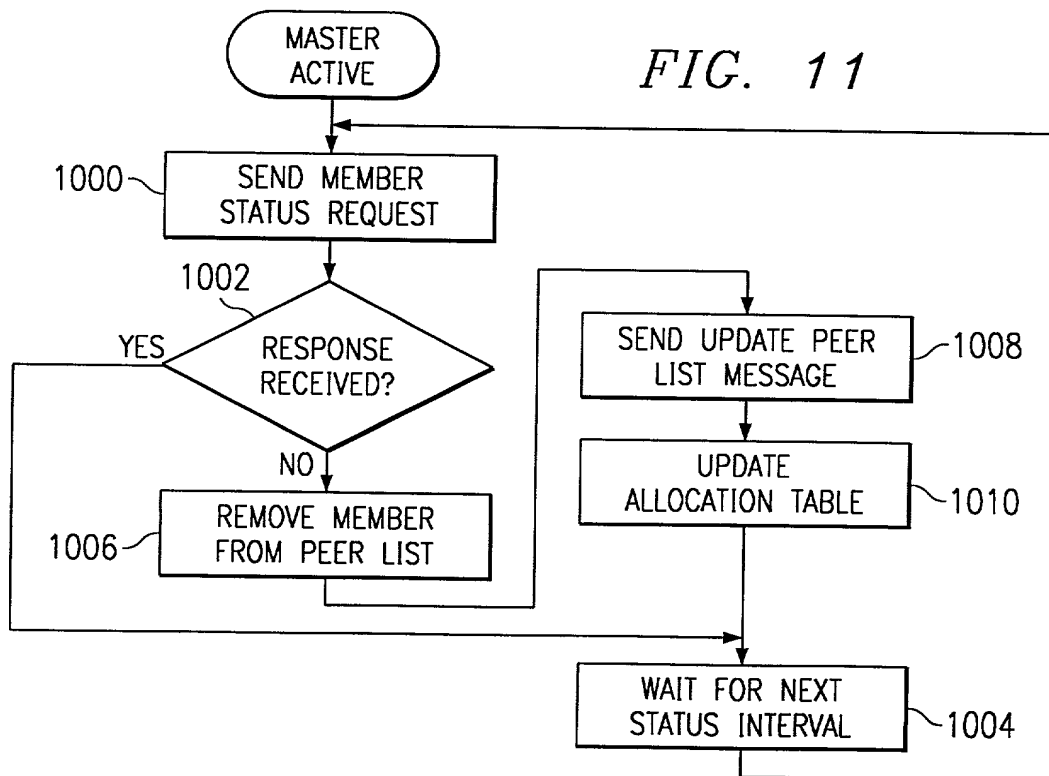 MASTER
ACTIVE
FIG. 11
1000
SEND MEMBER
STATUS REQUEST
1002
YES
RESPONSE
RECEIVED?
NO
1006
REMOVE MEMBER
FROM PEER LIST
SEND UPDATE PEER
LIST MESSAGE
1008
UPDATE
ALLOCATION TABLE
1010
WAIT FOR NEXT
STATUS INTERVAL
1004